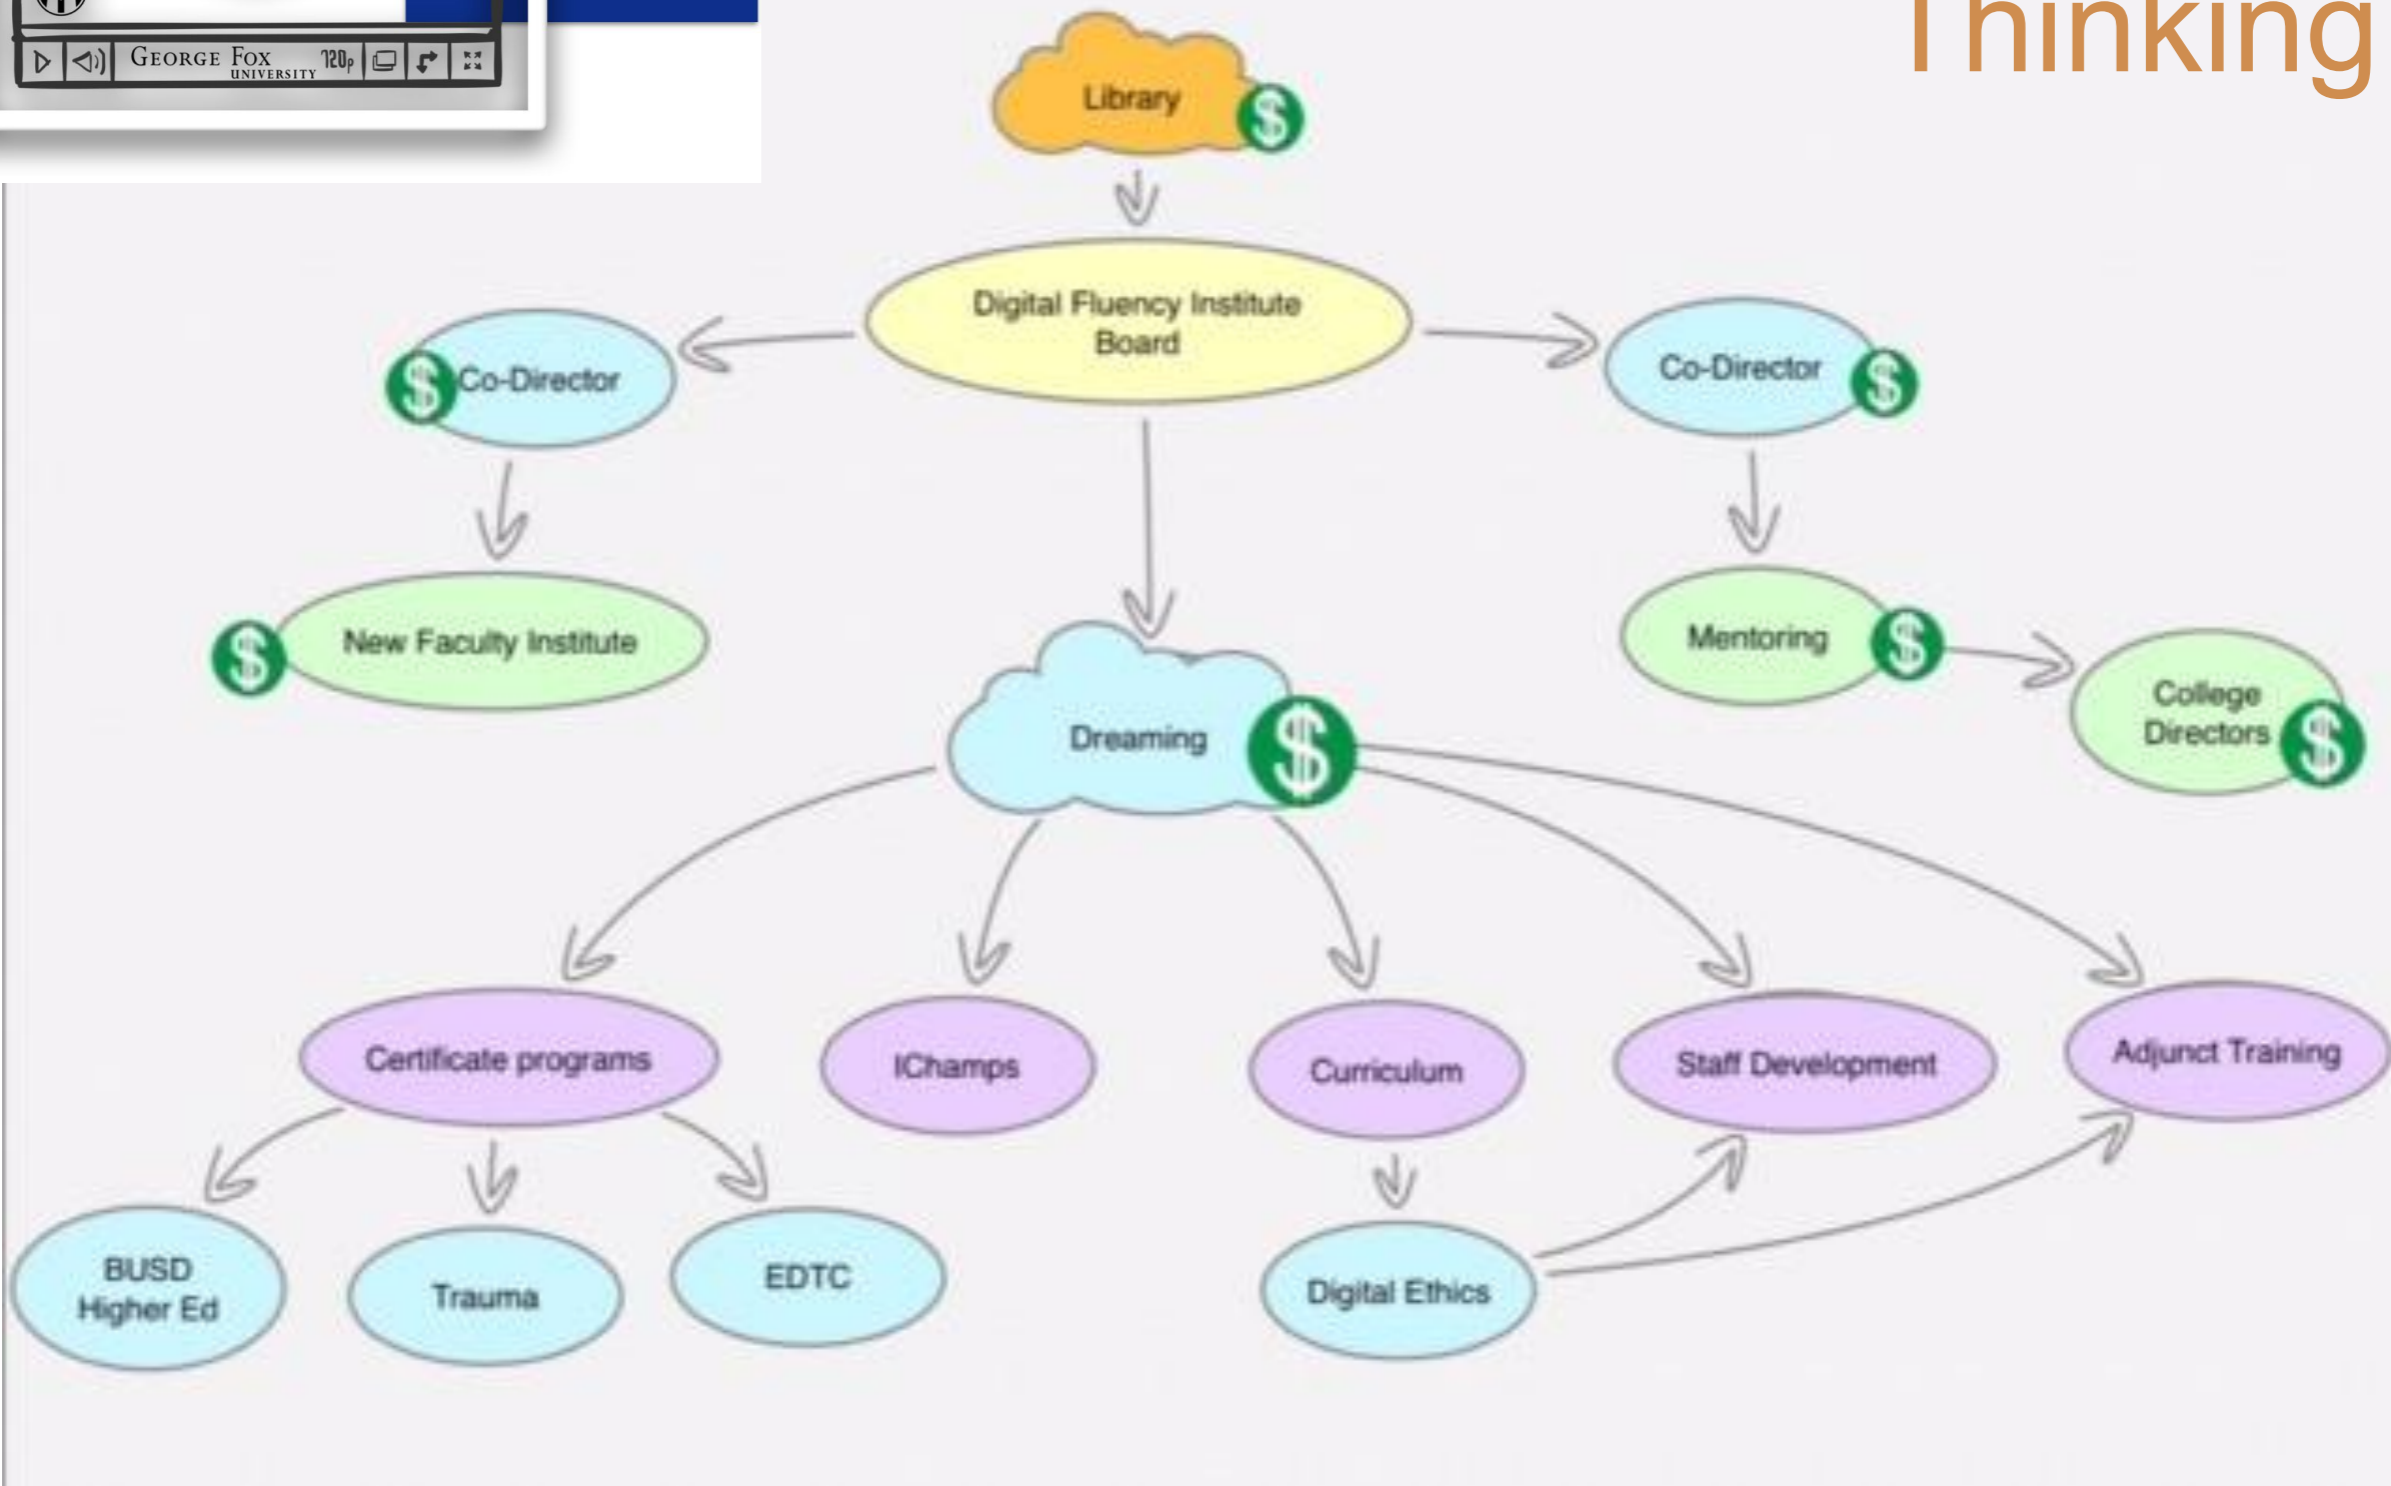 Thinking
GEORGE FOX
UNIVERSITY
720p
Library
$
Digital Fluency Institute
Board
$
Co-Director
Co-Director
$
$
New Faculty Institute
Mentoring
$
College
Directors
$
Dreaming
$
Certificate programs
IChamps
Curriculum
Staff Development
Adjunct Training
BUSD
Higher Ed
Trauma
EDTC
Digital Ethics